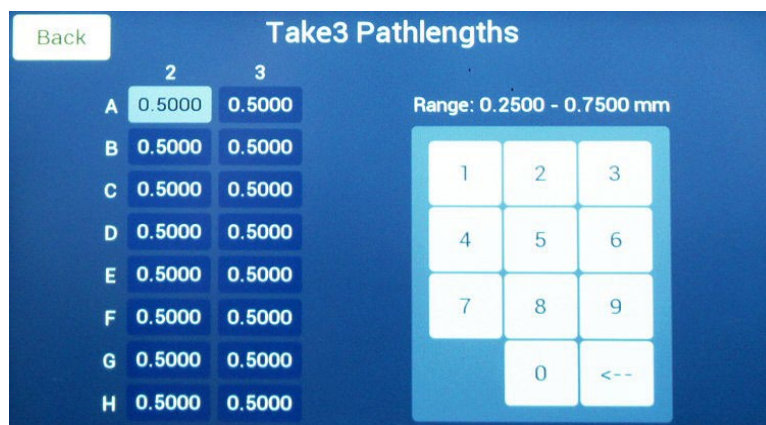 Back
Take3 Pathlengths
2 3
A 0.5000 0.5000
B 0.5000 0.5000
C 0.5000 0.5000
D 0.5000 0.5000
E 0.5000 0.5000
F 0.5000 0.5000
G 0.5000 0.5000
H 0.5000 0.5000
Range: 0.2500 - 0.7500 mm
1 2 3
4 5 6
7 8 9
0 <--